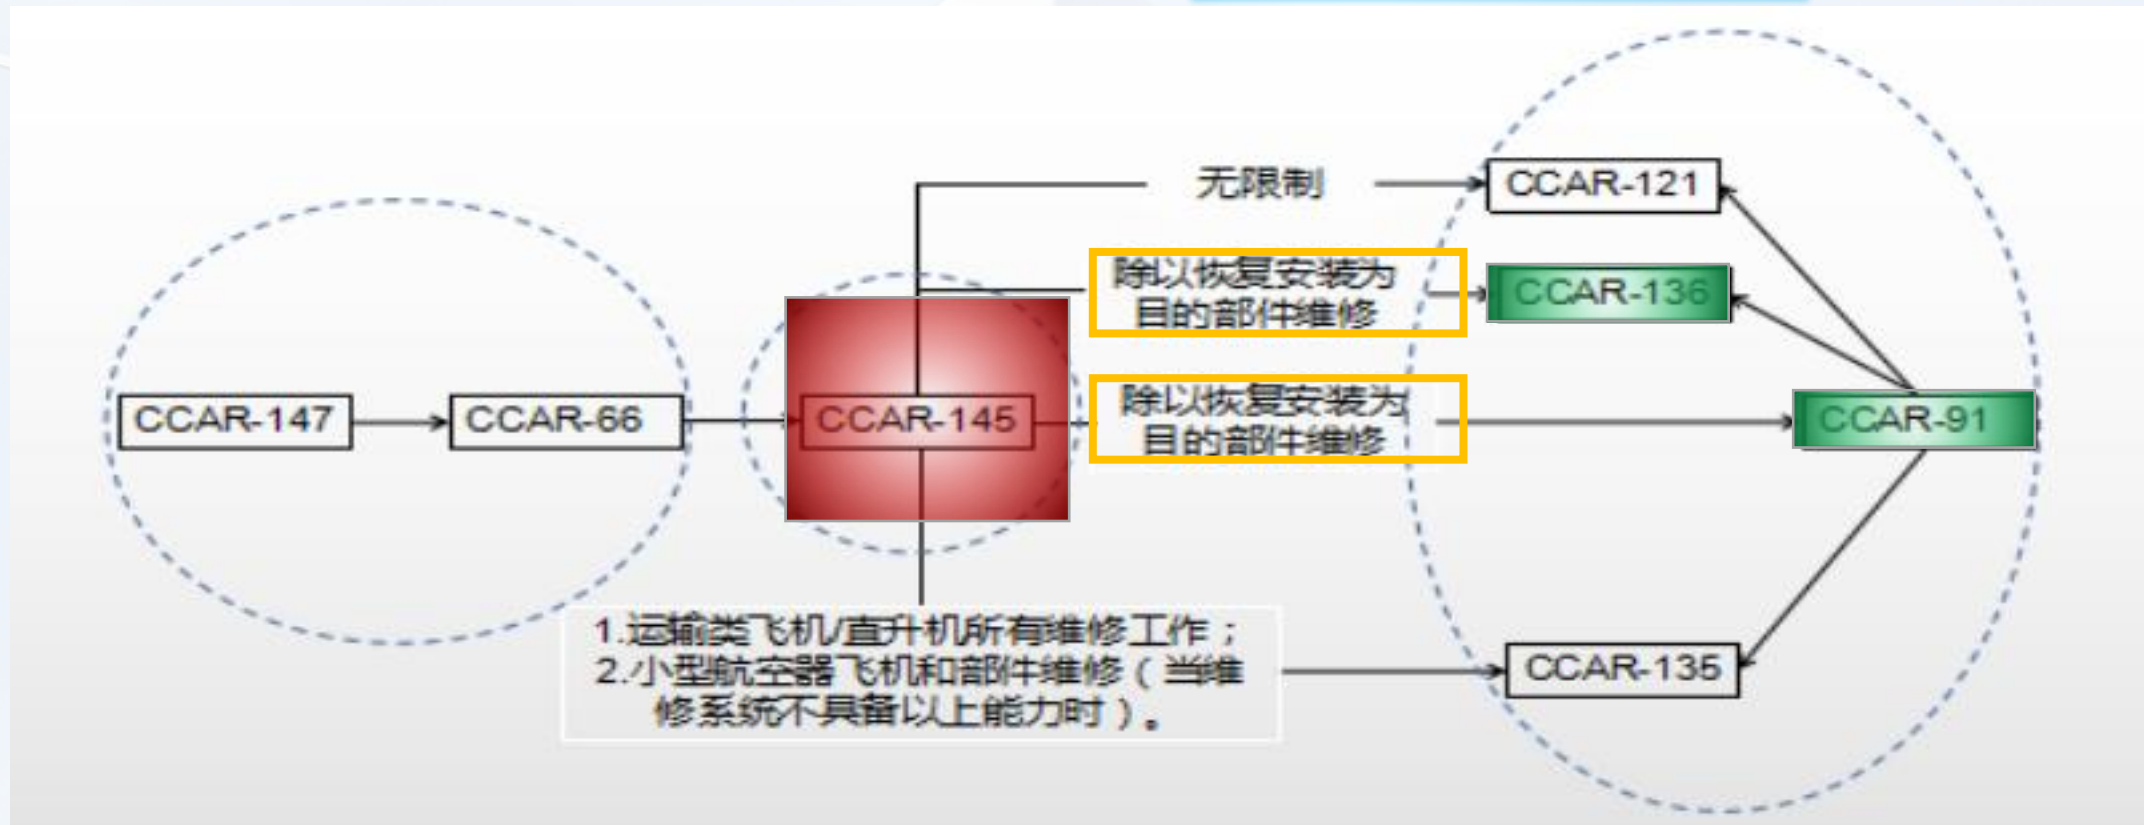 无限制
CCAR-121
除以恢复安装为
目的部件维修
CCAR-136
CCAR-147
CCAR-66
CCAR-145
除以恢复安装为
目的部件维修
CCAR-91
1.运输类飞机/直升机所有维修工作；
2.小型航空器飞机和部件维修（当维
修系统不具备以上能力时）。
CCAR-135